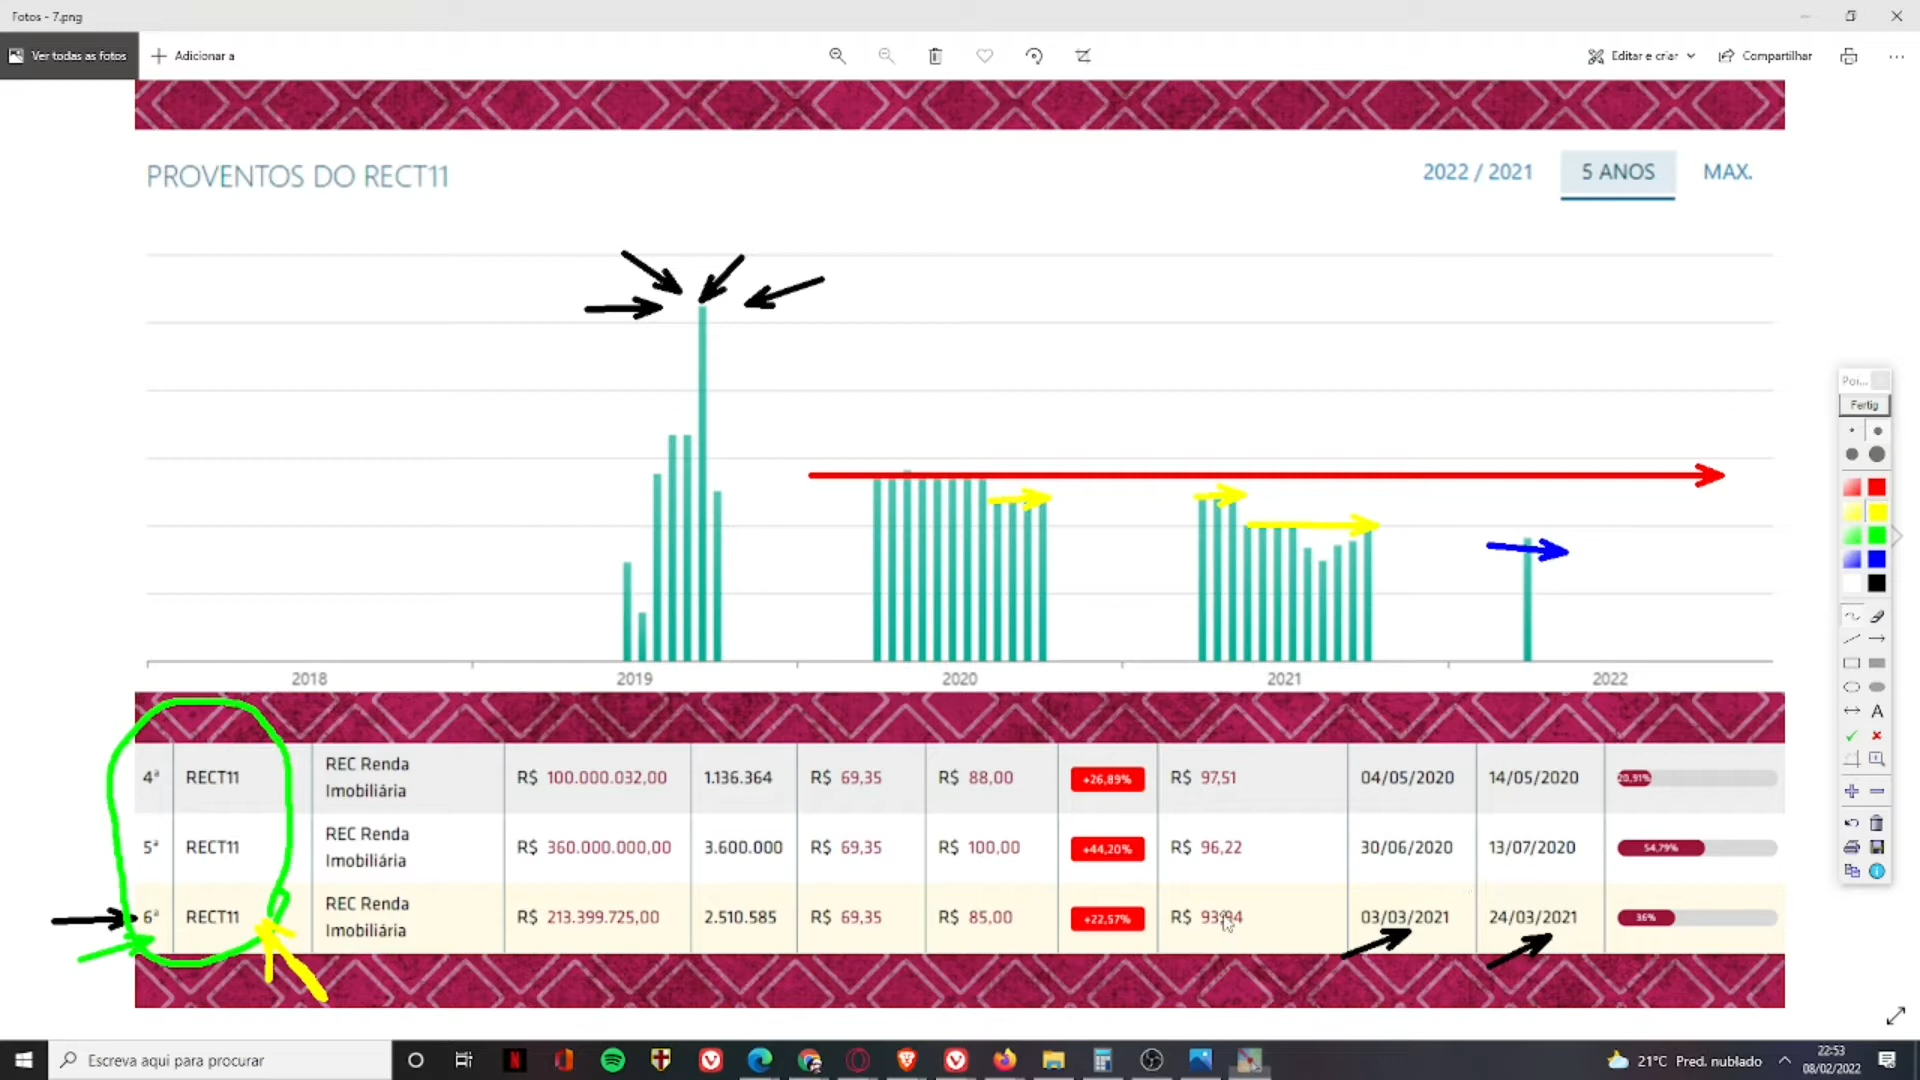 Fotos - 7.png
Ver todas as fotos
Adicionar a
Editar e criar
Compartilhar
PROVENTOS DO RECT11
2022 / 2021
5 ANOS
MAX.
Fertig
2018 2019 2020 2021 2022
4ª RECT11 REC Renda Imobiliária R$ 100.000.032,00 1.136.364 R$ 69,35 R$ 88,00 +26,89% R$ 97,51 04/05/2020 14/05/2020 20,91%
5ª RECT11 REC Renda Imobiliária R$ 360.000.000,00 3.600.000 R$ 69,35 R$ 100,00 +44,20% R$ 96,22 30/06/2020 13/07/2020 54,79%
6ª RECT11 REC Renda Imobiliária R$ 213.399.725,00 2.510.585 R$ 69,35 R$ 85,00 +22,57% R$ 03/03/2021 24/03/2021 36%
Escreva aqui para procurar
21°C Pred. nublado
22:53
08/02/2022